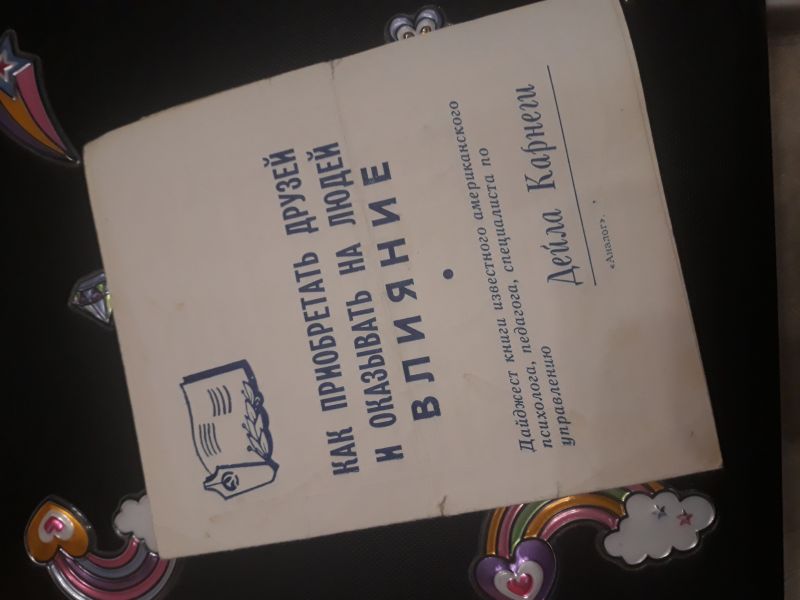 КАК ПРИОБРЕТАТЬ ДРУЗЕЙ
И ОКАЗЫВАТЬ НА ЛЮДЕЙ
ВЛИЯНИЕ
Дайджест книги известного американского
психолога, педагога, специалиста по
управлению
Дейла Карнеги
«Аналог».